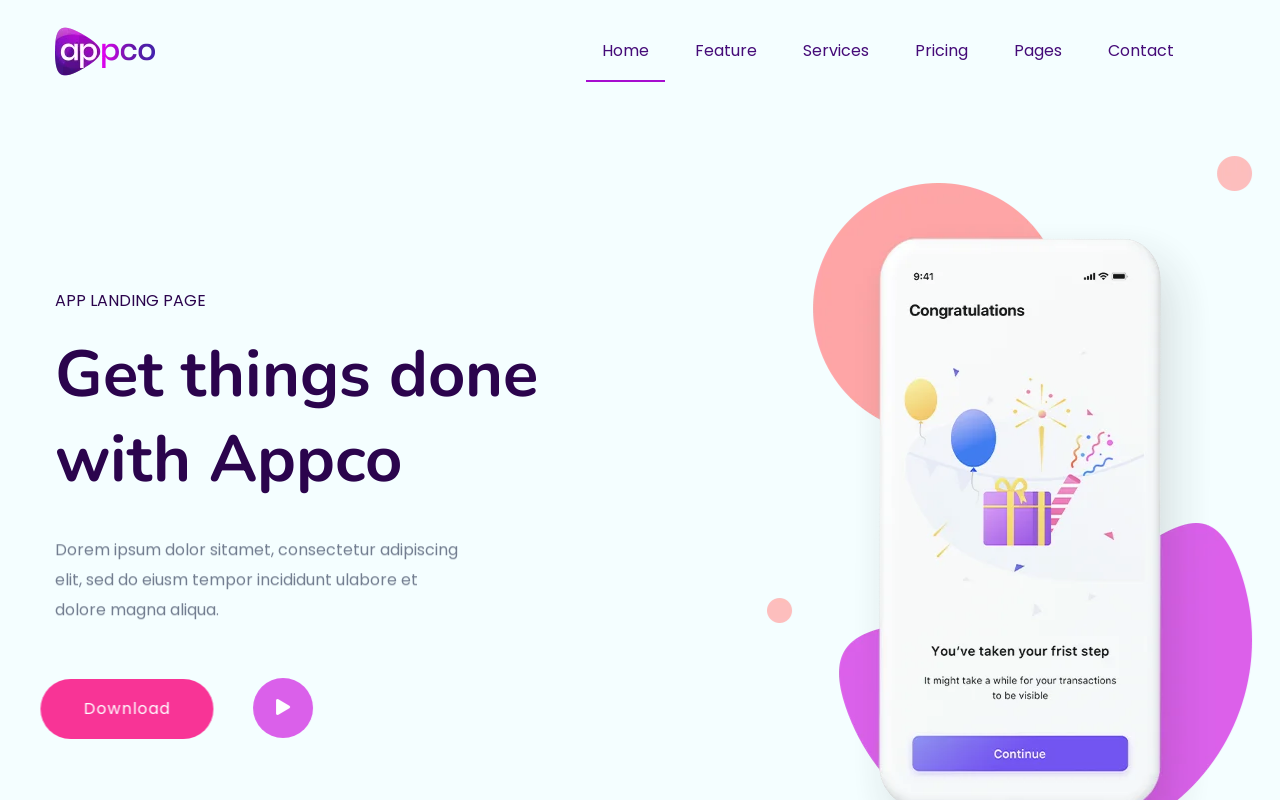 appco
Home
Feature
Services
Pricing
Pages
Contact
APP LANDING PAGE
Get things done
with Appco
Dorem ipsum dolor sitamet, consectetur adipiscing
elit, sed do eiusm tempor incididunt ulabore et
dolore magna aliqua.
Download
9:41
Congratulations
You've taken your frist step
It might take a while for your transactions
to be visible
Continue